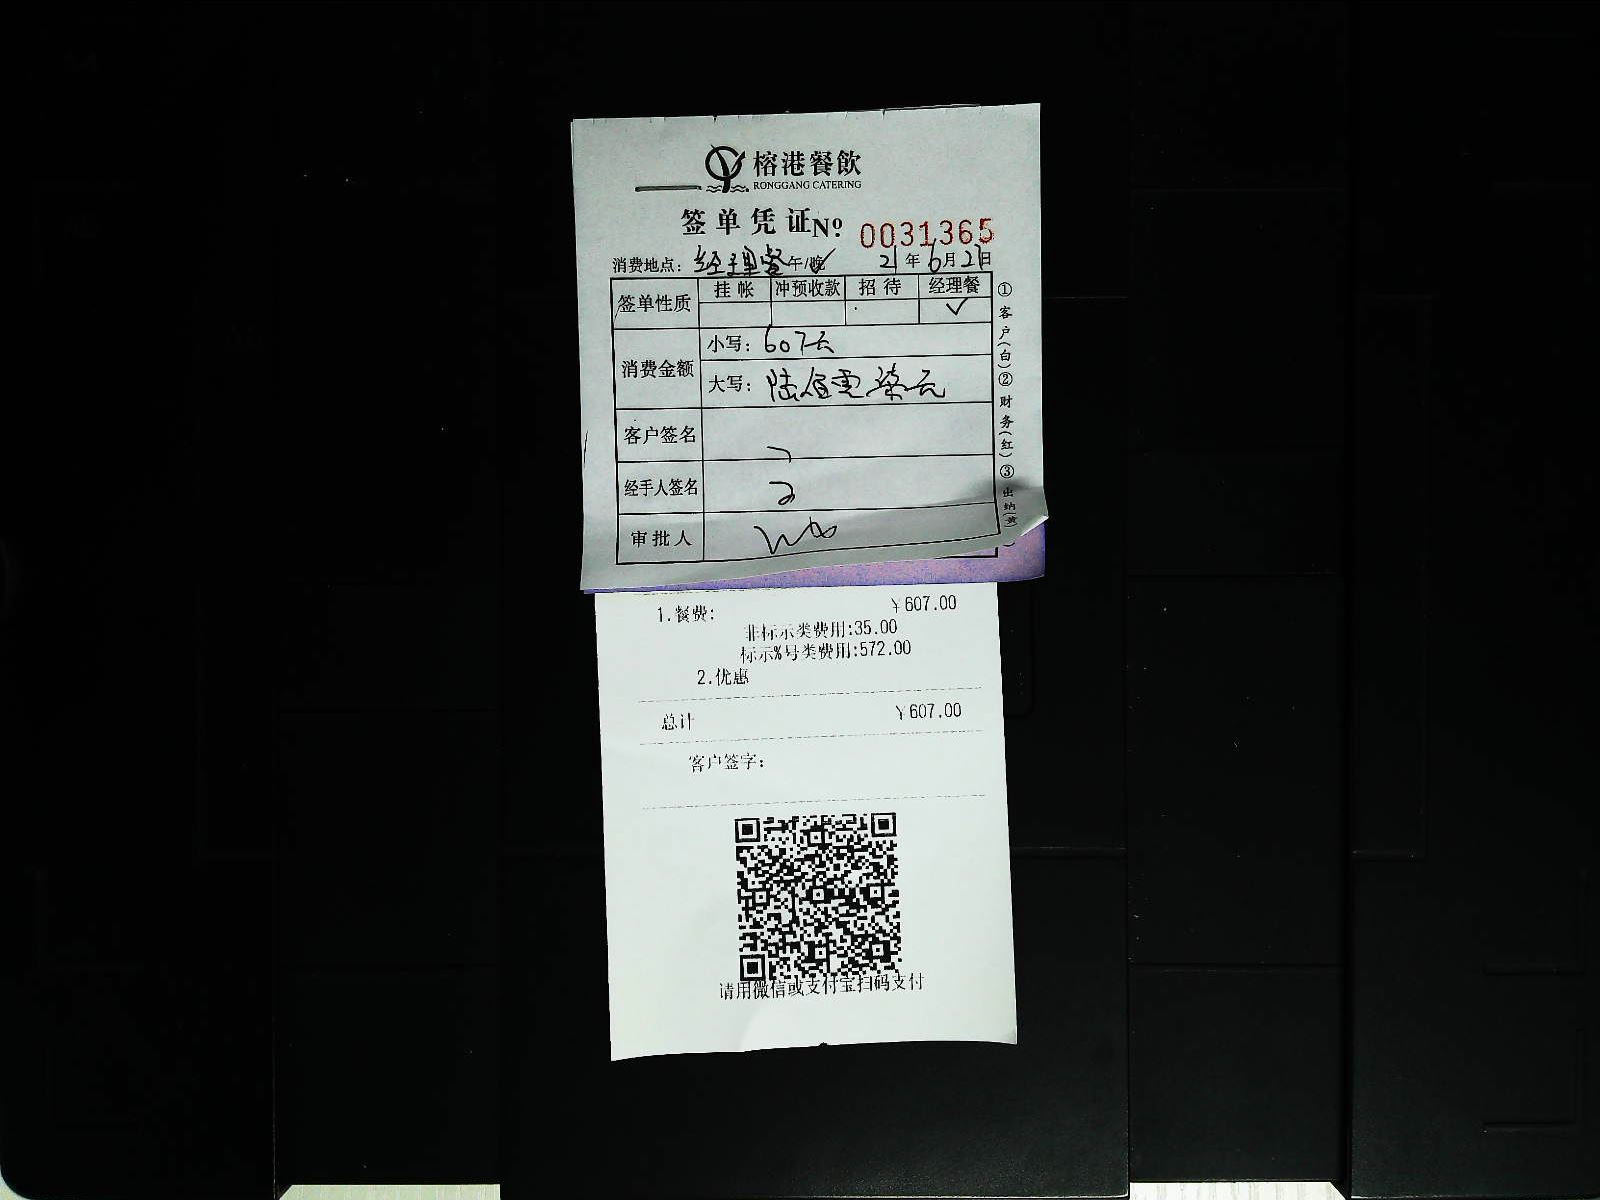 榕港餐飲
RONGGANG CATERING
签单凭证 Nº 0031365
消费地点：经理餐 午/晚 21年6月21日
签单性质 挂帐 冲预收款 招待 经理餐
✓
消费金额 小写：607元
大写：陆佰零柒元
客户签名
经手人签名
审批人
①客户(白)②财务(红)③出纳(黄)
1.餐费: ￥607.00
非标示类费用:35.00
标示%号类费用:572.00
2.优惠
总计 ￥607.00
客户签字:
请用微信或支付宝扫码支付